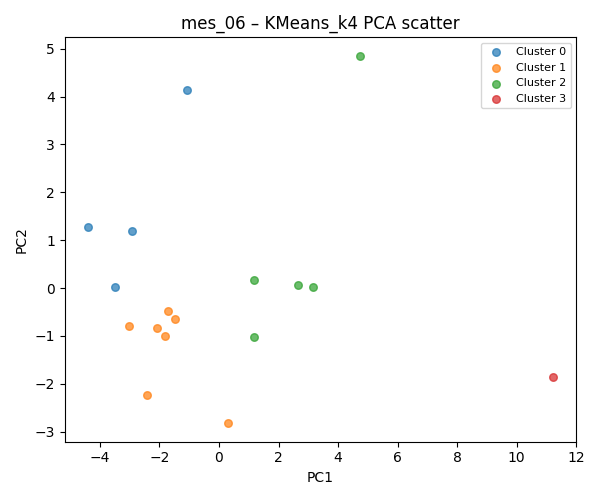 mes_06 – KMeans_k4 PCA scatter
Cluster 0
Cluster 1
Cluster 2
Cluster 3
PC2
5
4
3
2
1
0
−1
−2
−3
−4 −2 0 2 4 6 8 10 12
PC1